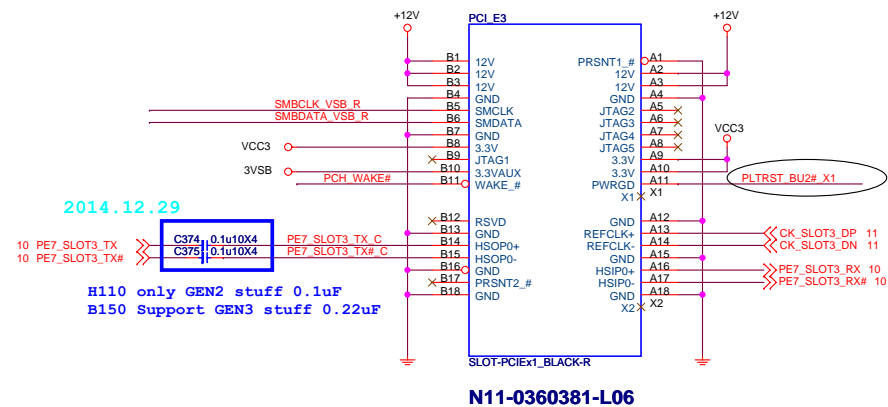 +12V
PCI_E3
+12V
B1 12V PRSNT1_# A1
B2 12V 12V A2
B3 12V 12V A3
B4 GND GND A4
SMBCLK_VSB_R B5 SMCLK JTAG2 A5
SMBDATA_VSB_R B6 SMDATA JTAG3 A6
B7 GND JTAG4 A7
VCC3 B8 3.3V JTAG5 A8 VCC3
B9 JTAG1 3.3V A9
3VSB B10 3.3VAUX 3.3V A10
PCH_WAKE# B11 WAKE_# PWRGD A11 PLTRST_BU2#_X1
X1 X1
2014.12.29
B12 RSVD GND A12
B13 GND REFCLK+ A13 CK_SLOT3_DP 11
10 PE7_SLOT3_TX C374 0.1u10X4 PE7_SLOT3_TX_C B14 HSOP0+ REFCLK- A14 CK_SLOT3_DN 11
10 PE7_SLOT3_TX# C375 0.1u10X4 PE7_SLOT3_TX#_C B15 HSOP0- GND A15
B16 GND HSIP0+ A16 PE7_SLOT3_RX 10
B17 PRSNT2_# HSIP0- A17 PE7_SLOT3_RX# 10
B18 GND GND A18
X2 X2
H110 only GEN2 stuff 0.1uF
B150 Support GEN3 stuff 0.22uF
SLOT-PCIEx1_BLACK-R
N11-0360381-L06